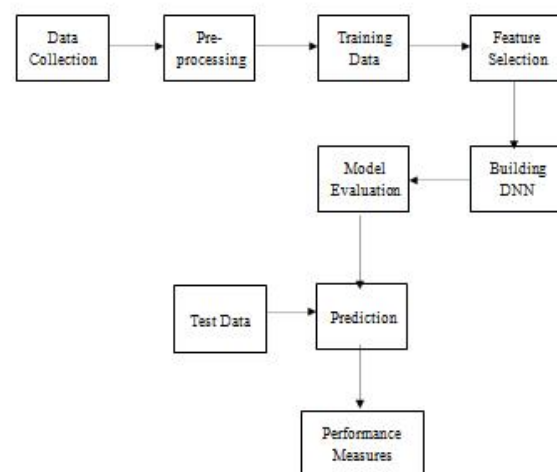 Data
Collection
Pre-
processing
Training
Data
Feature
Selection
Model
Evaluation
Building
DNN
Test Data
Prediction
Performance
Measures